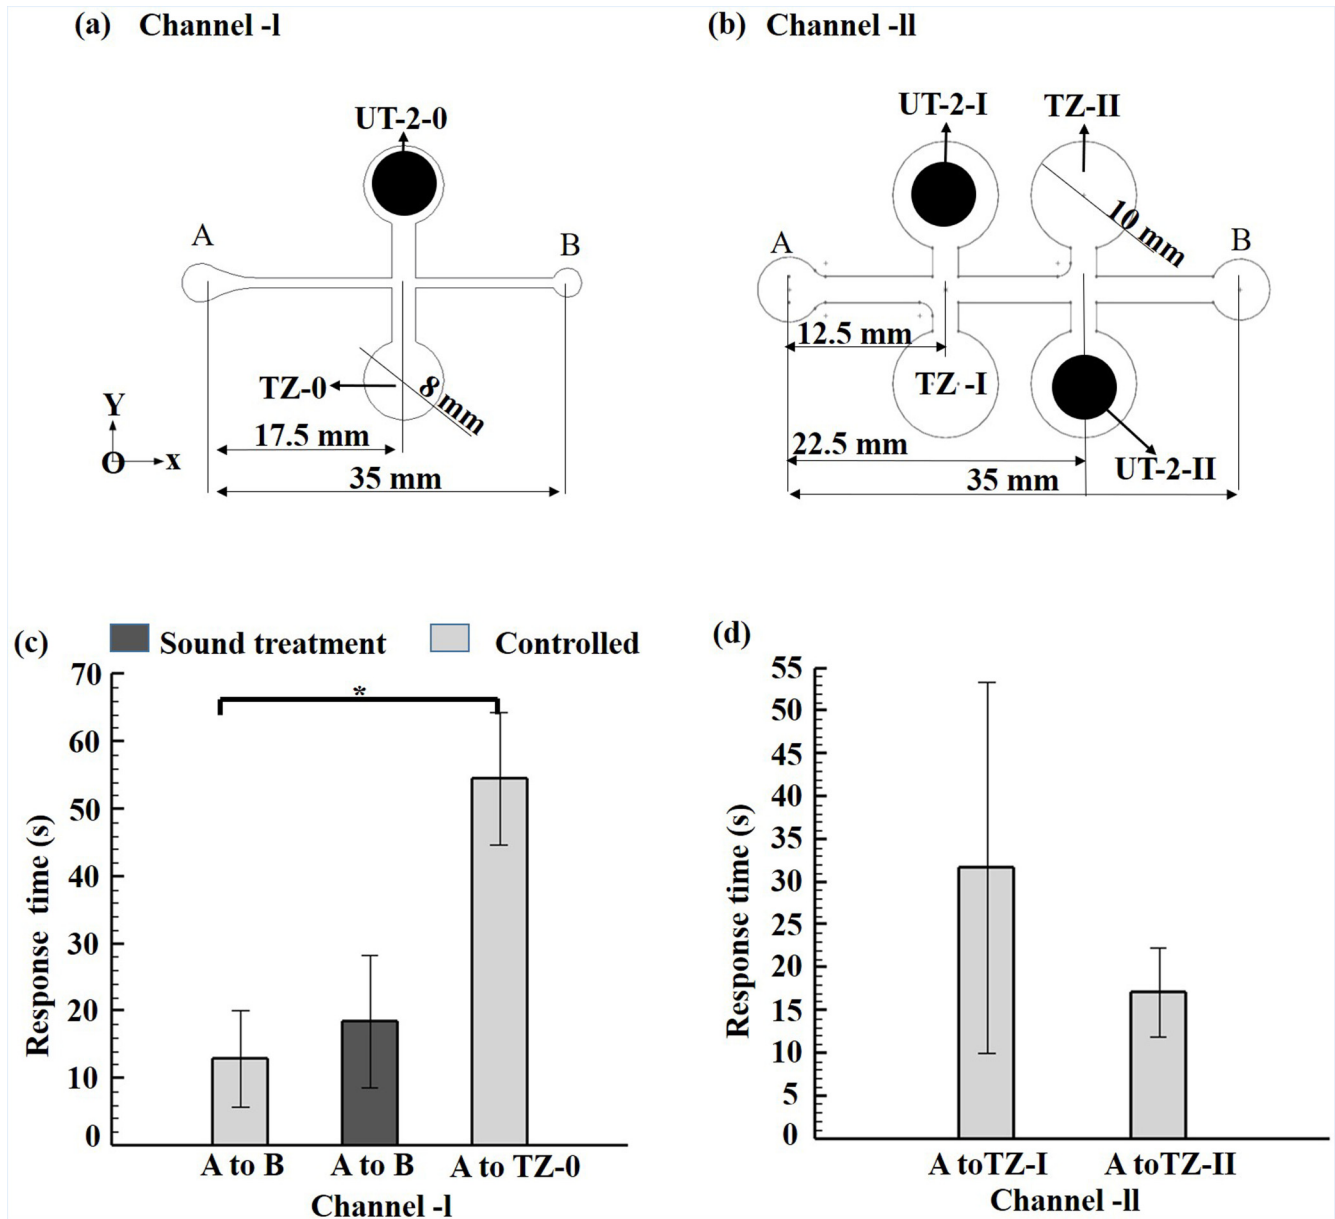 (a) Channel -l
UT-2-0
A
B
TZ-0
8 mm
Y
O
x
17.5 mm
35 mm
(b) Channel -ll
UT-2-I
TZ-II
10 mm
A
B
12.5 mm
TZ -I
22.5 mm
UT-2-II
35 mm
(c)
Sound treatment
Controlled
70
60
50
40
30
20
10
0
Response time (s)
*
A to B
A to B
A to TZ-0
Channel -l
(d)
55
50
45
40
35
30
25
20
15
10
5
0
Response time (s)
A toTZ-I
A toTZ-II
Channel -ll